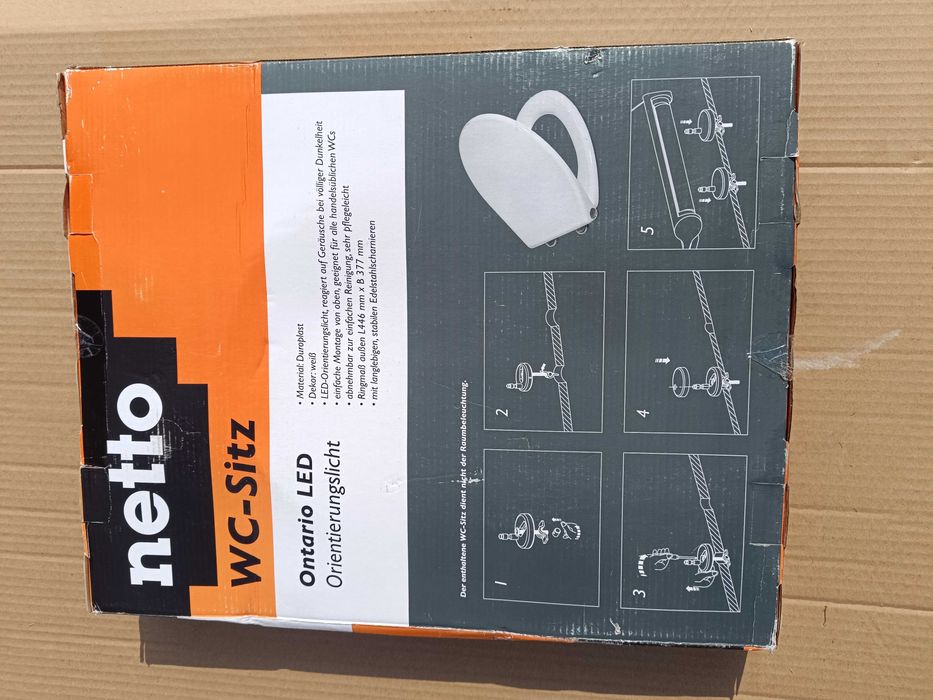 netto
WC-Sitz
Ontario LED
Orientierungslicht
• Material: Duroplast
• Dekor: weiß
• LED-Orientierungslicht, reagiert auf Geräusche bei völliger Dunkelheit
• einfache Montage von oben, geeignet für alle handelsüblichen WCs
• abnehmbar zur einfachen Reinigung, sehr pflegeleicht
• Ringmaß außen L446 mm x B 377 mm
• mit langlebigen, stabilen Edelstahlscharnieren
Der enthaltene WC-Sitz dient nicht der Raumbeleuchtung.
1
2
3
4
5